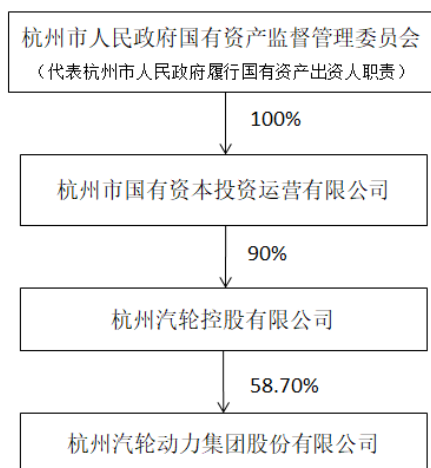 杭州市人民政府国有资产监督管理委员会
（代表杭州市人民政府履行国有资产出资人职责）
100%
杭州市国有资本投资运营有限公司
90%
杭州汽轮控股有限公司
58.70%
杭州汽轮动力集团股份有限公司